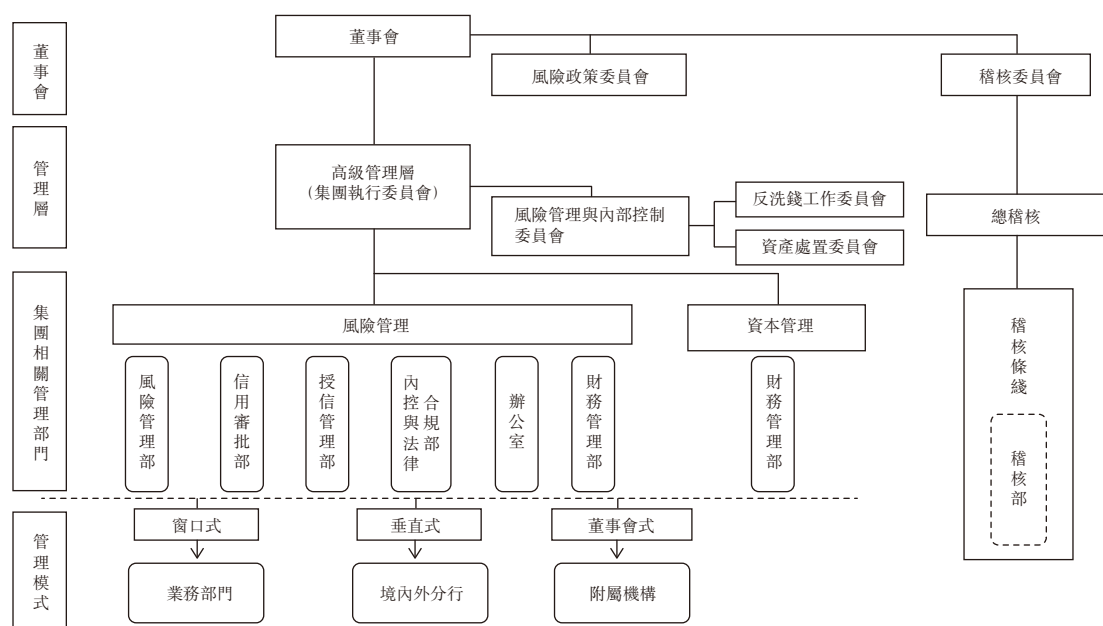 董事會
董事會
風險政策委員會
稽核委員會
管理層
高級管理層
(集團執行委員會)
風險管理與內部控制
委員會
反洗錢工作委員會
資產處置委員會
總稽核
集團相關管理部門
風險管理
資本管理
風險管理部
信用審批部
授信管理部
內控與法律
合規部
辦公室
財務管理部
財務管理部
稽核條綫
稽核部
管理模式
窗口式
垂直式
董事會式
業務部門
境內外分行
附屬機構